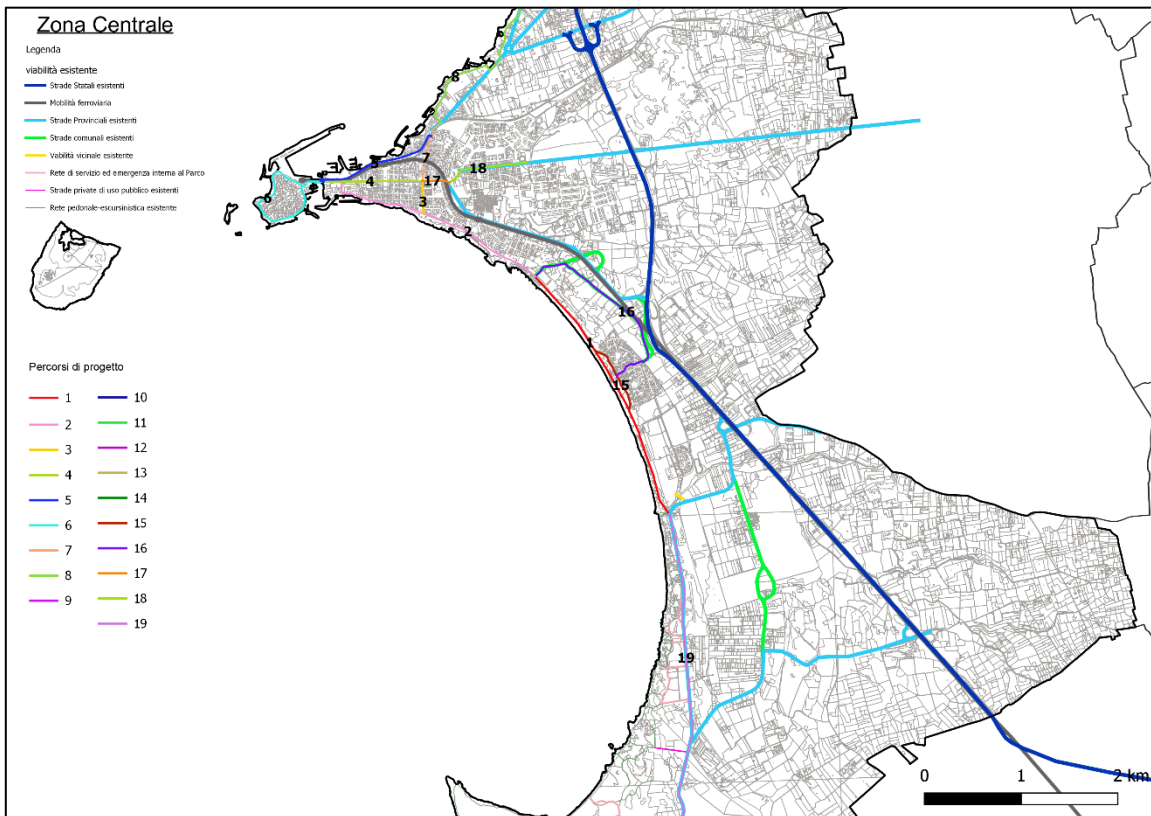 Zona Centrale
Legenda
viabilità esistente
Strade Statali esistenti
Mobilità ferroviaria
Strade Provinciali esistenti
Strade comunali esistenti
Vabilità vicinale esistente
Rete di servizio ed emergenza interna al Parco
Strade private di uso pubblico esistenti
Rete pedonale-escursinistica esistente
8
7
18
5
4
17
6
3
2
16
1
15
19
Percorsi di progetto
1 10
2 11
3 12
4 13
5 14
6 15
7 16
8 17
9 18
19
0 1 2 km